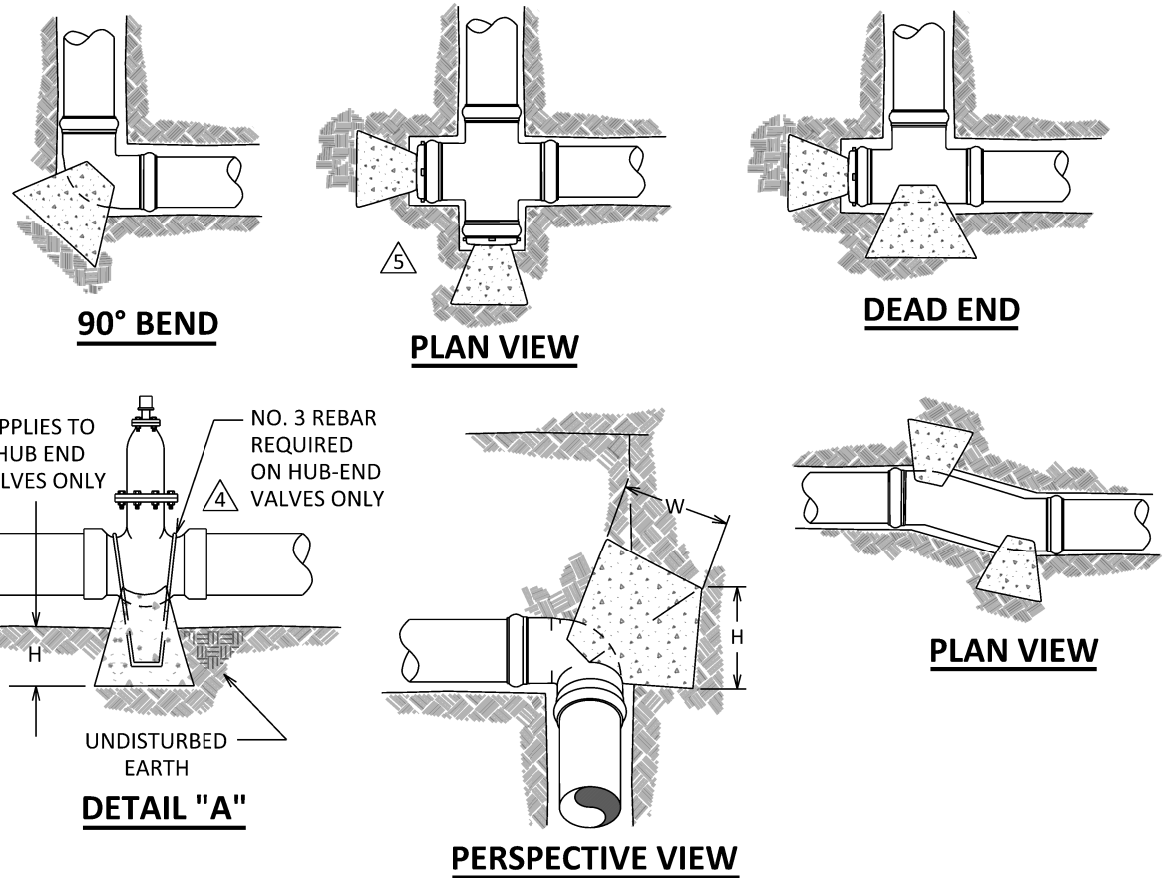 5
90° BEND
PLAN VIEW
DEAD END
PPLIES TO
HUB END
LVES ONLY
NO. 3 REBAR
REQUIRED
ON HUB-END
VALVES ONLY
4
W
H
H
PLAN VIEW
UNDISTURBED
EARTH
DETAIL "A"
PERSPECTIVE VIEW